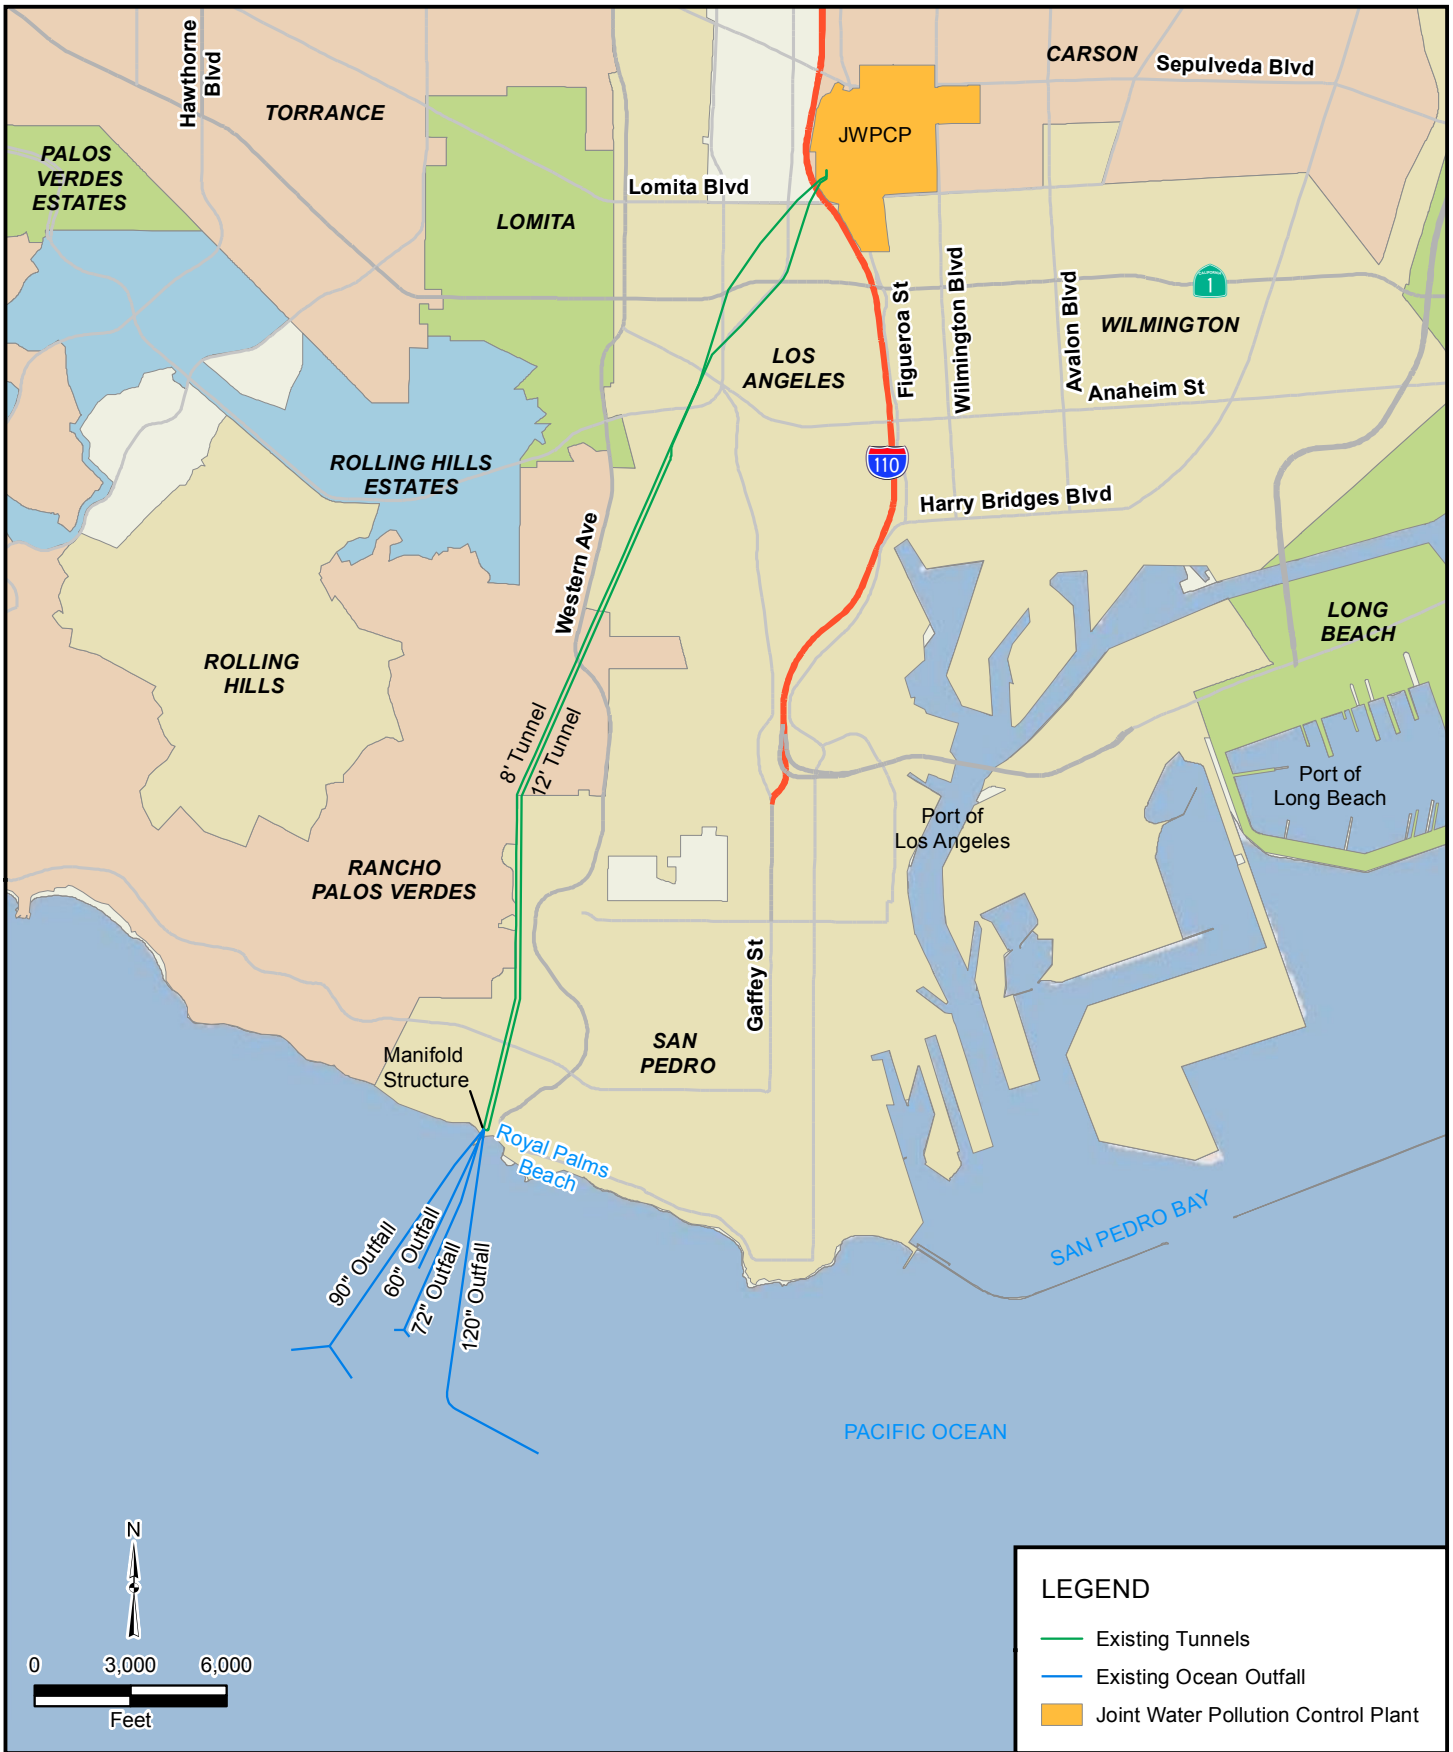 Hawthorne
Blvd
TORRANCE
CARSON
Sepulveda Blvd
JWPCP
PALOS
VERDES
ESTATES
Lomita Blvd
LOMITA
CALIFORNIA
1
Figueroa St
Wilmington Blvd
Avalon Blvd
WILMINGTON
LOS
ANGELES
Anaheim St
ROLLING HILLS
ESTATES
110
Harry Bridges Blvd
Western Ave
LONG
BEACH
ROLLING
HILLS
8' Tunnel
12' Tunnel
Port of
Long Beach
Port of
Los Angeles
RANCHO
PALOS VERDES
Gaffey St
SAN
PEDRO
Manifold
Structure
Royal Palms
Beach
90" Outfall
60" Outfall
72" Outfall
120" Outfall
SAN PEDRO BAY
PACIFIC OCEAN
N
0 3,000 6,000
Feet
LEGEND
Existing Tunnels
Existing Ocean Outfall
Joint Water Pollution Control Plant